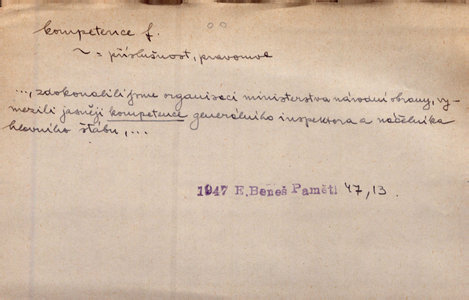 kompetence f.
~ = příslušnost, pravomoc
..., zdokonalili jsme organisaci ministerstva národní obrany, vy-
mezili jasněji kompetence generálního inspektora a náčelníka
hlavního štábu, ...
1947 E. Beneš Paměti 47, 13.